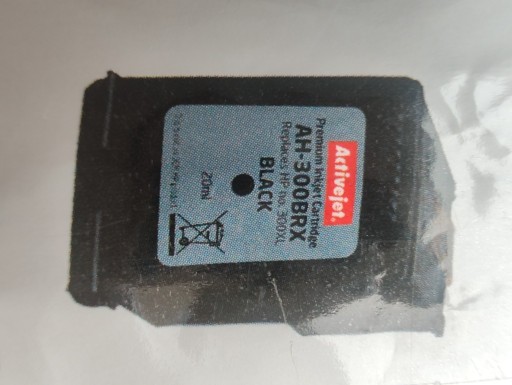 Activejet.
Premium Inkjet Cartridge
AH-300BRX
Replaces HP no. 300XL
BLACK
20ml